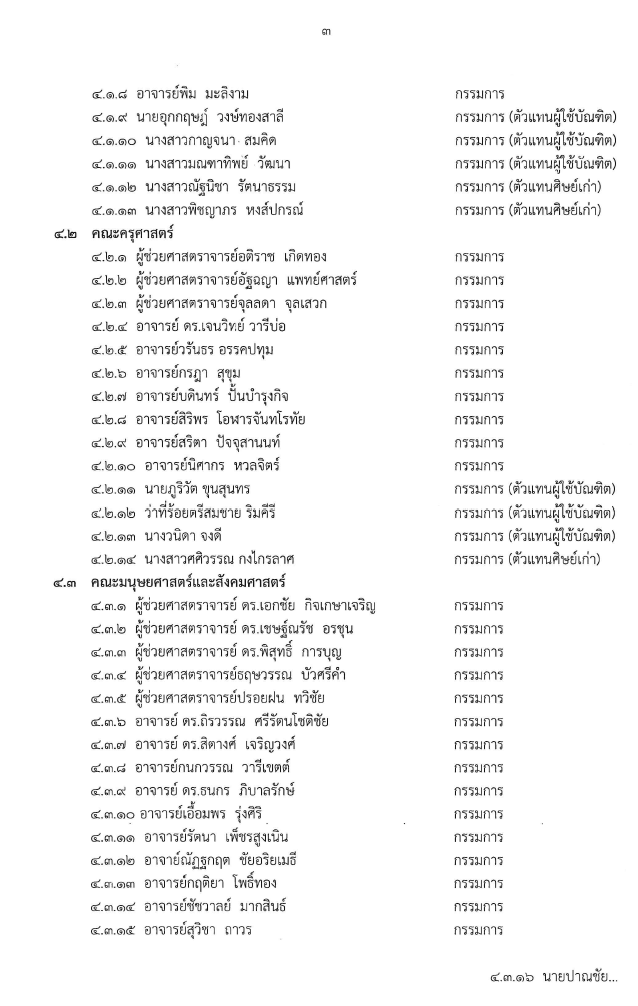 ๓
๔.๑.๘ อาจารย์พิม มะลิงาม กรรมการ
๔.๑.๙ นายอุกกฤษฎ์ วงษ์ทองสาลี กรรมการ (ตัวแทนผู้ใช้บัณฑิต)
๔.๑.๑๐ นางสาวกาญจนา สมคิด กรรมการ (ตัวแทนผู้ใช้บัณฑิต)
๔.๑.๑๑ นางสาวมณฑาทิพย์ วัฒนา กรรมการ (ตัวแทนผู้ใช้บัณฑิต)
๔.๑.๑๒ นางสาวณัฐนิชา รัตนาธรรม กรรมการ (ตัวแทนศิษย์เก่า)
๔.๑.๑๓ นางสาวพิชญาภร หงส์ปกรณ์ กรรมการ (ตัวแทนศิษย์เก่า)
๔.๒ คณะครุศาสตร์
๔.๒.๑ ผู้ช่วยศาสตราจารย์อติราช เกิดทอง กรรมการ
๔.๒.๒ ผู้ช่วยศาสตราจารย์อัฐฉญา แพทย์ศาสตร์ กรรมการ
๔.๒.๓ ผู้ช่วยศาสตราจารย์จุลลดา จุลเสวก กรรมการ
๔.๒.๔ อาจารย์ ดร.เจนวิทย์ วารีบ่อ กรรมการ
๔.๒.๕ อาจารย์วรันธร อรรคปทุม กรรมการ
๔.๒.๖ อาจารย์กรฎา สุขุม กรรมการ
๔.๒.๗ อาจารย์บดินทร์ ปั้นบำรุงกิจ กรรมการ
๔.๒.๘ อาจารย์สิริพร โอฬารจันทโรทัย กรรมการ
๔.๒.๙ อาจารย์สริตา ปัจจุสานนท์ กรรมการ
๔.๒.๑๐ อาจารย์นิศากร หวลจิตร์ กรรมการ
๔.๒.๑๑ นายภูริวัต ขุนสุนทร กรรมการ (ตัวแทนผู้ใช้บัณฑิต)
๔.๒.๑๒ ว่าที่ร้อยตรีสมชาย ริมคีรี กรรมการ (ตัวแทนผู้ใช้บัณฑิต)
๔.๒.๑๓ นางวนิดา จงดี กรรมการ (ตัวแทนผู้ใช้บัณฑิต)
๔.๒.๑๔ นางสาวศศิวรรณ กงไกรลาศ กรรมการ (ตัวแทนศิษย์เก่า)
๔.๓ คณะมนุษยศาสตร์และสังคมศาสตร์
๔.๓.๑ ผู้ช่วยศาสตราจารย์ ดร.เอกชัย กิจเกษาเจริญ กรรมการ
๔.๓.๒ ผู้ช่วยศาสตราจารย์ ดร.เชษฐ์ณรัช อรชุน กรรมการ
๔.๓.๓ ผู้ช่วยศาสตราจารย์ ดร.พิสุทธิ์ การบุญ กรรมการ
๔.๓.๔ ผู้ช่วยศาสตราจารย์ธฤษวรรณ บัวศรีคำ กรรมการ
๔.๓.๕ ผู้ช่วยศาสตราจารย์ปรอยฝน ทวิชัย กรรมการ
๔.๓.๖ อาจารย์ ดร.ถิรวรรณ ศรีรัตนโชติชัย กรรมการ
๔.๓.๗ อาจารย์ ดร.สิตางศ์ เจริญวงศ์ กรรมการ
๔.๓.๘ อาจารย์กนกวรรณ วารีเขตต์ กรรมการ
๔.๓.๙ อาจารย์ ดร.ธนกร ภิบาลรักษ์ กรรมการ
๔.๓.๑๐ อาจารย์เอื้อมพร รุ่งศิริ กรรมการ
๔.๓.๑๑ อาจารย์รัตนา เพ็ชรสูงเนิน กรรมการ
๔.๓.๑๒ อาจาย์ณัฏฐกฤต ชัยอริยเมธี กรรมการ
๔.๓.๑๓ อาจารย์กฤติยา โพธิ์ทอง กรรมการ
๔.๓.๑๔ อาจารย์ชัชวาลย์ มากสินธ์ กรรมการ
๔.๓.๑๕ อาจารย์สุวิชา ถาวร กรรมการ
๔.๓.๑๖ นายปาณชัย...